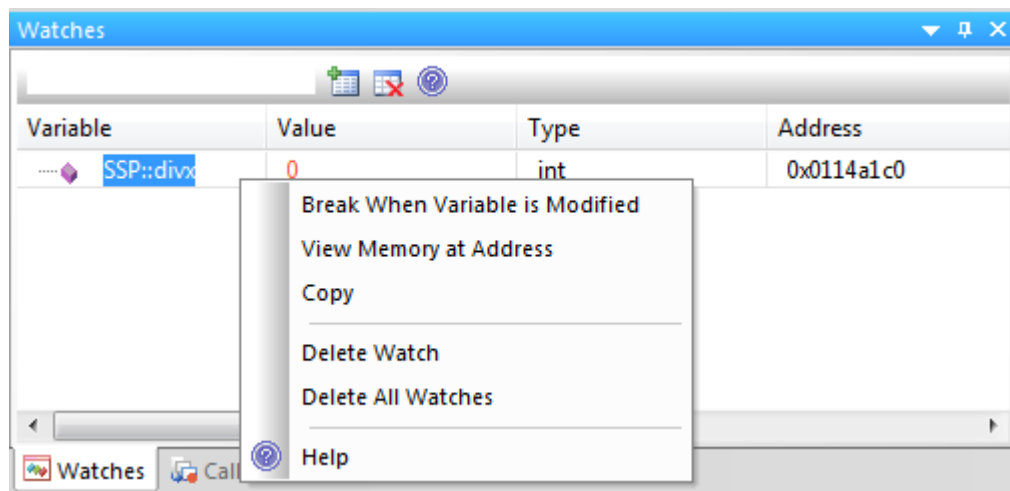 Watches
Variable Value Type Address
SSP::divx 0 int 0x0114a1c0
Break When Variable is Modified
View Memory at Address
Copy
Delete Watch
Delete All Watches
Help
Watches Call